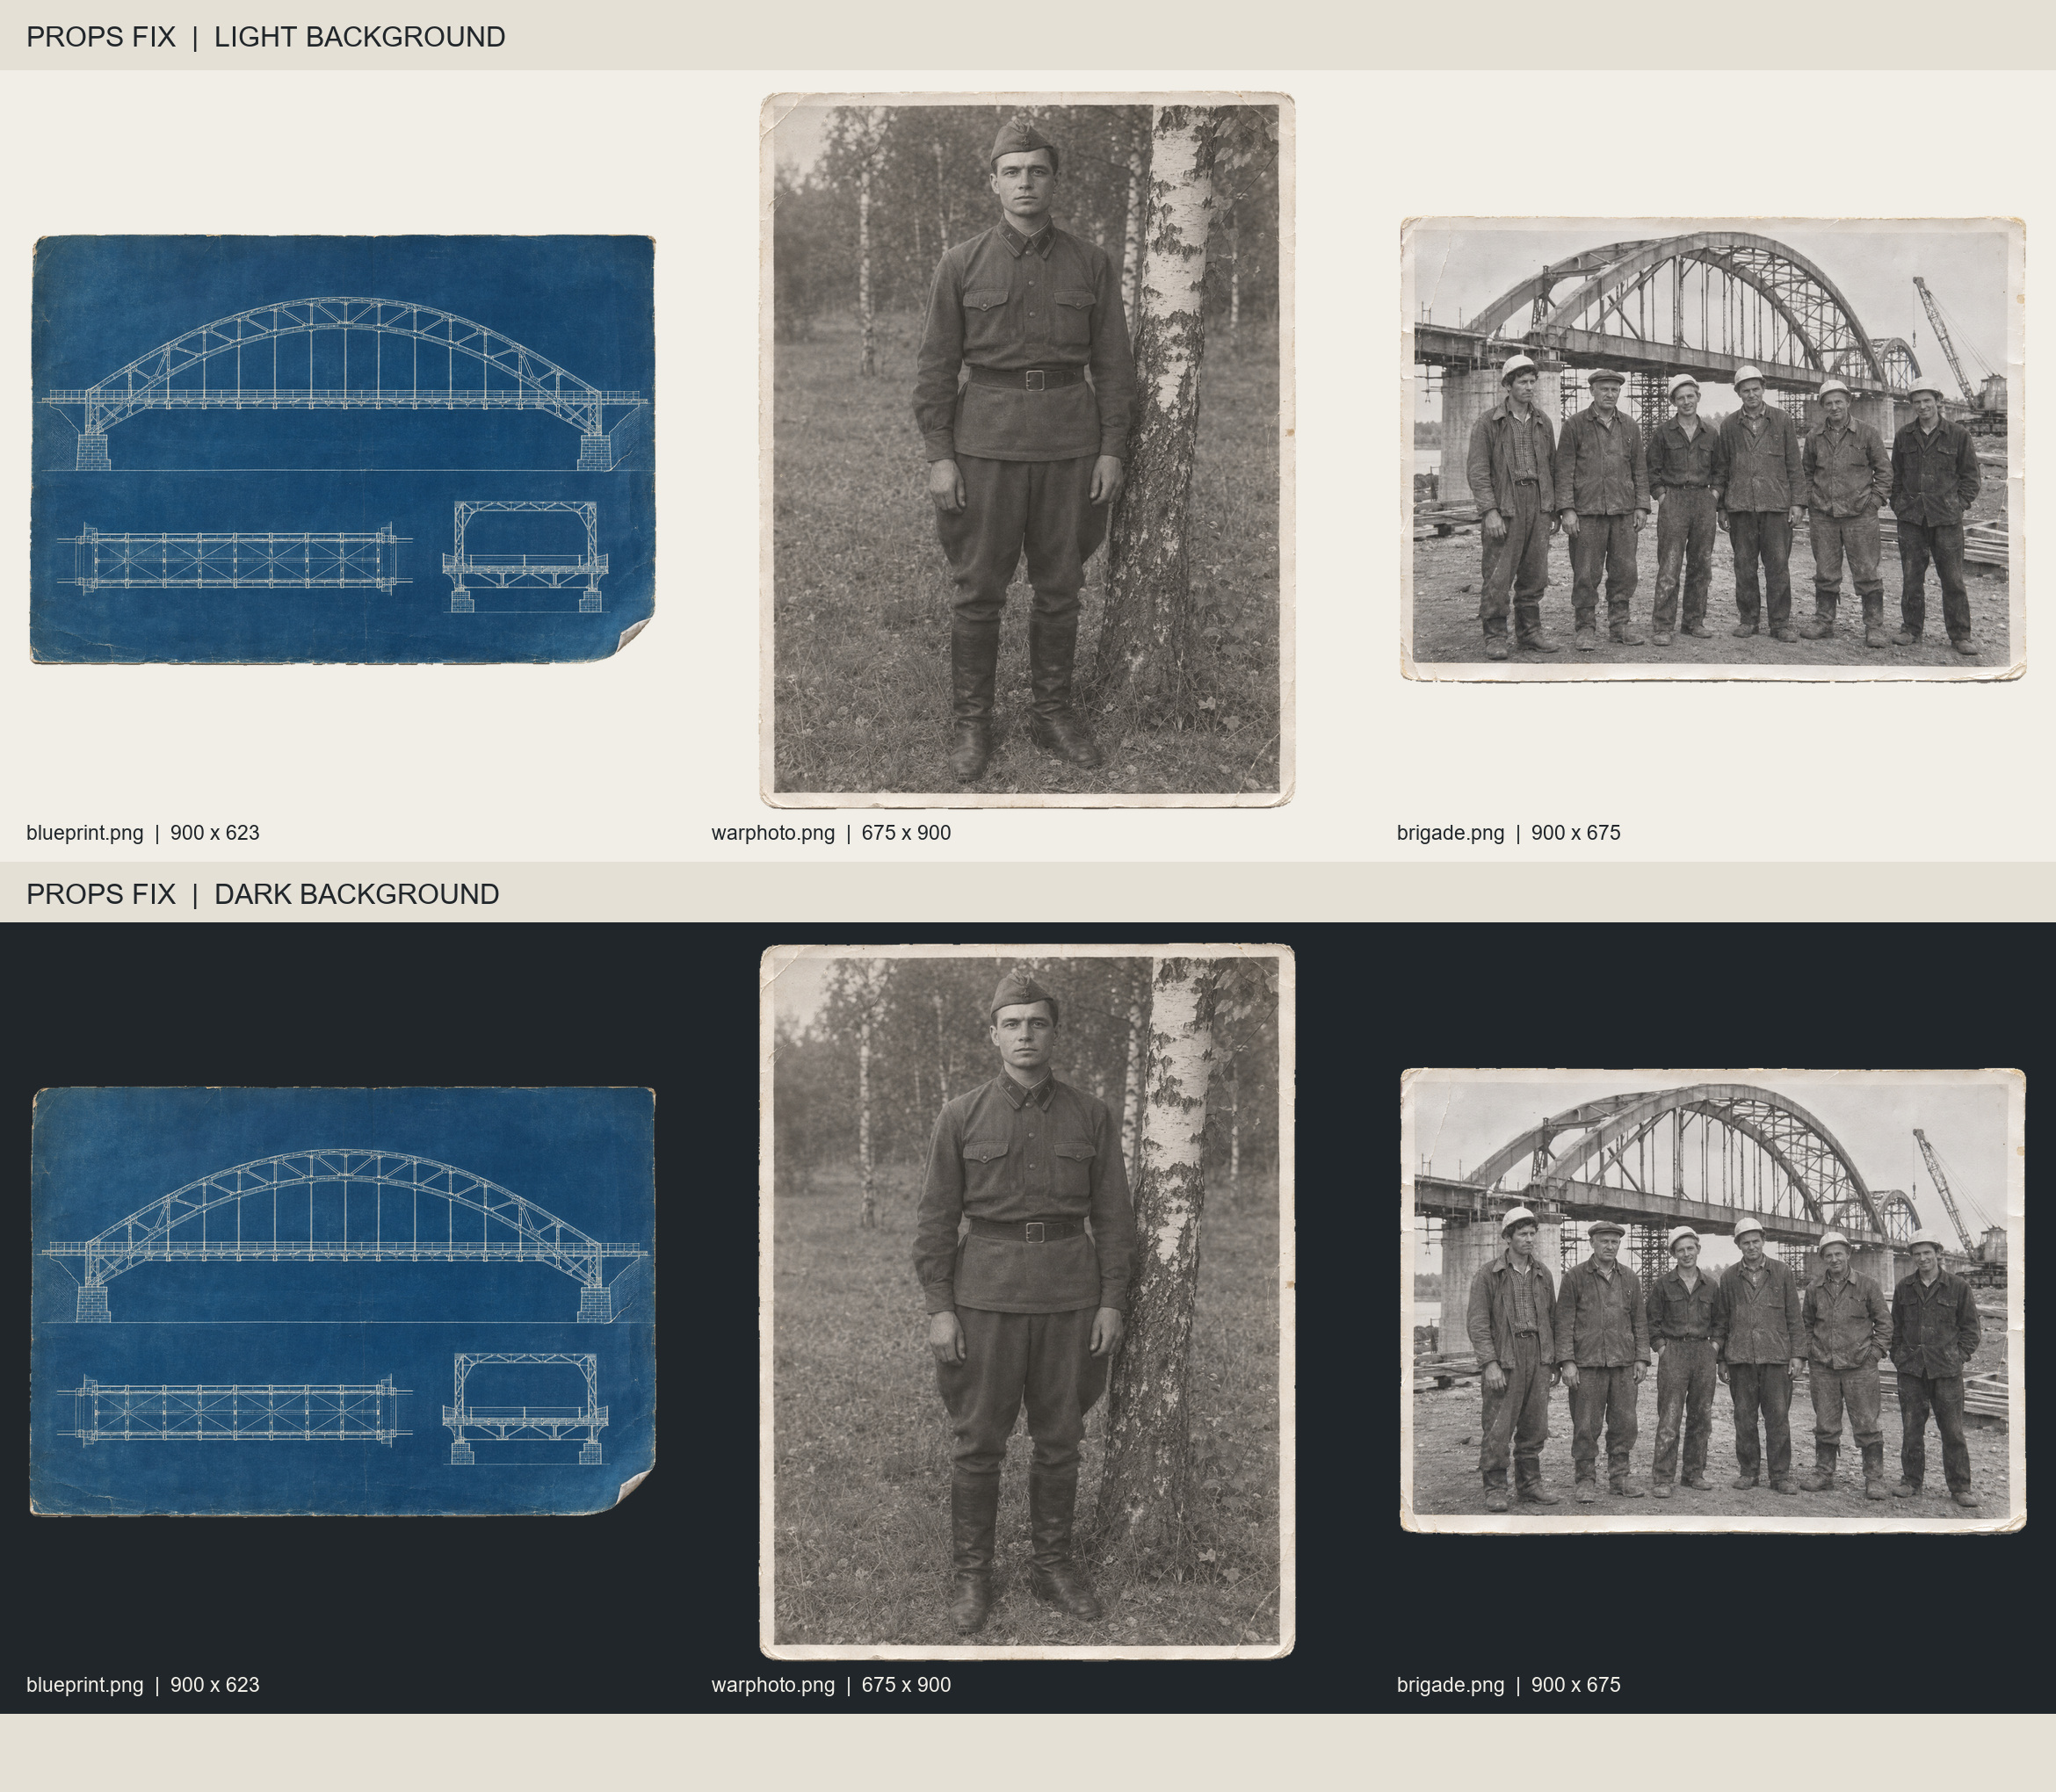 PROPS FIX | LIGHT BACKGROUND
blueprint.png | 900 x 623
warphoto.png | 675 x 900
brigade.png | 900 x 675
PROPS FIX | DARK BACKGROUND
blueprint.png | 900 x 623
warphoto.png | 675 x 900
brigade.png | 900 x 675